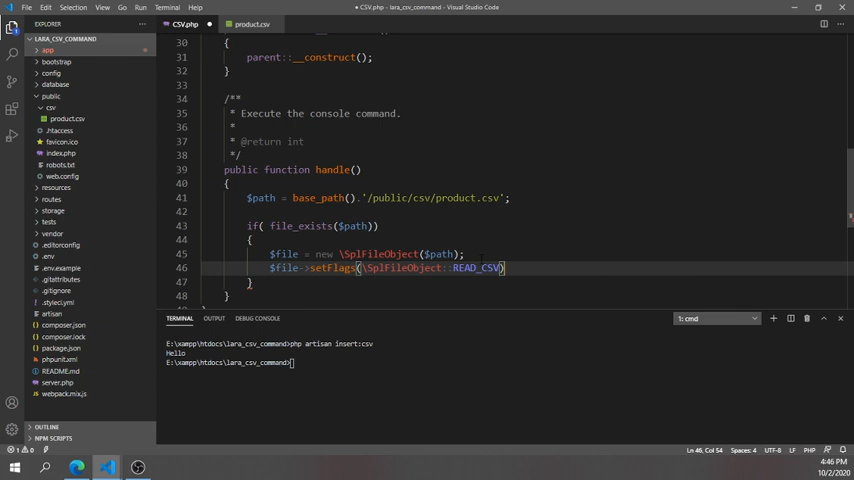 File Edit Selection View Go Run Terminal Help
● CSV.php - lara_csv_command - Visual Studio Code
EXPLORER
CSV.php
product.csv
LARA_CSV_COMMAND
app
bootstrap
config
database
public
csv
product.csv
.htaccess
favicon.ico
index.php
robots.txt
web.config
resources
routes
storage
tests
vendor
.editorconfig
.env
.env.example
.gitattributes
.gitignore
.styleci.yml
artisan
composer.json
composer.lock
package.json
phpunit.xml
README.md
server.php
webpack.mix.js
OUTLINE
NPM SCRIPTS
30 {
31 parent::__construct();
32 }
33
34 /**
35 * Execute the console command.
36 *
37 * @return int
38 */
39 public function handle()
40 {
41 $path = base_path().'/public/csv/product.csv';
42
43 if( file_exists($path))
44 {
45 $file = new \SplFileObject($path);
46 $file->setFlags(\SplFileObject::READ_CSV)
47 }
48 }
TERMINAL OUTPUT DEBUG CONSOLE
1: cmd
E:\xampp\htdocs\lara_csv_command>php artisan insert:csv
Hello
E:\xampp\htdocs\lara_csv_command>
1 0
Ln 46, Col 54 Spaces: 4 UTF-8 LF PHP
4:46 PM
10/2/2020